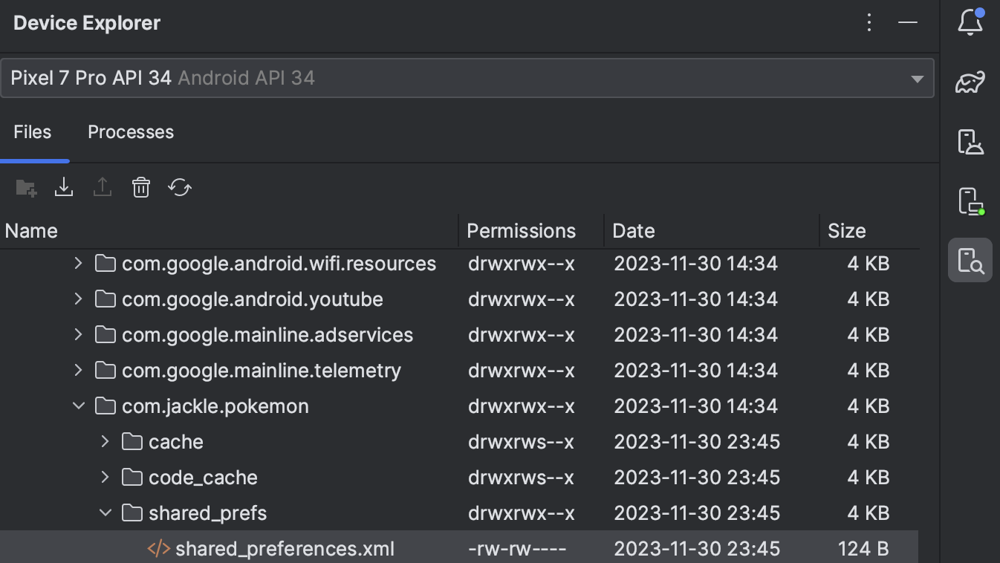 Device Explorer
Pixel 7 Pro API 34 Android API 34
Files Processes
Name Permissions Date Size
com.google.android.wifi.resources drwxrwx--x 2023-11-30 14:34 4 KB
com.google.android.youtube drwxrwx--x 2023-11-30 14:34 4 KB
com.google.mainline.adservices drwxrwx--x 2023-11-30 14:34 4 KB
com.google.mainline.telemetry drwxrwx--x 2023-11-30 14:34 4 KB
com.jackle.pokemon drwxrwx--x 2023-11-30 14:34 4 KB
cache drwxrws--x 2023-11-30 23:45 4 KB
code_cache drwxrws--x 2023-11-30 23:45 4 KB
shared_prefs drwxrwx--x 2023-11-30 23:45 4 KB
</> shared_preferences.xml -rw-rw---- 2023-11-30 23:45 124 B